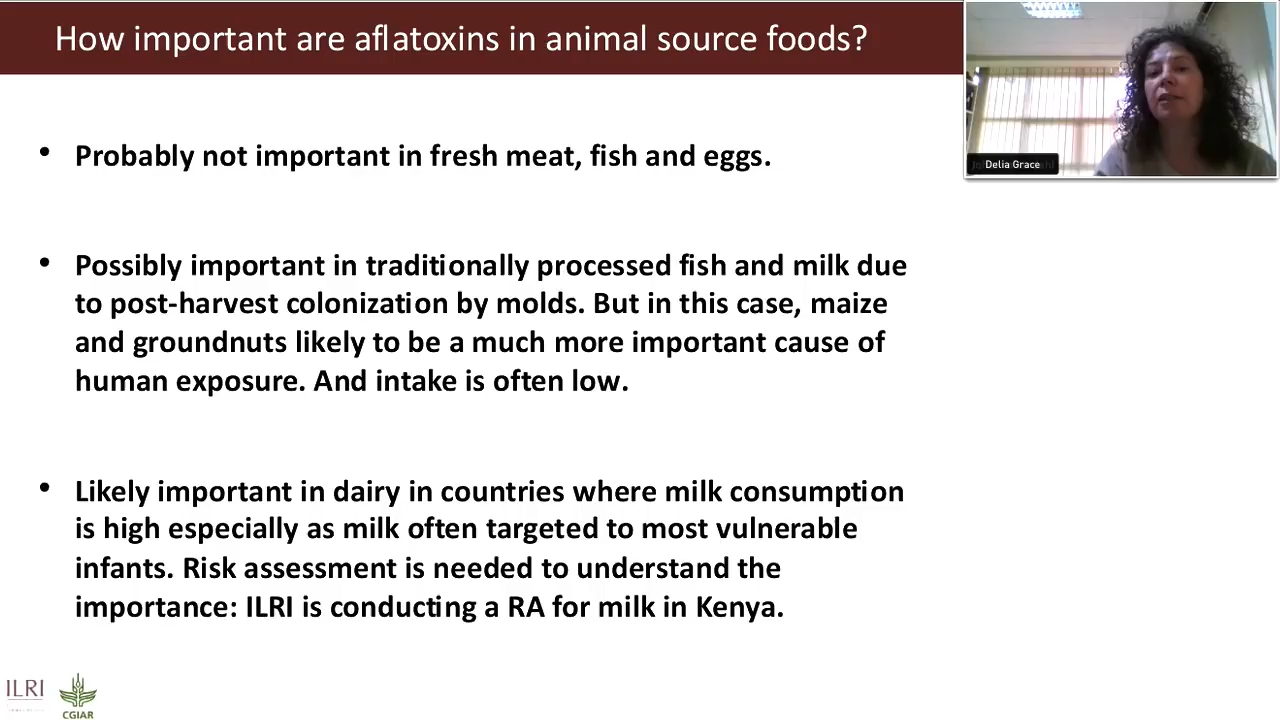 How important are aflatoxins in animal source foods?
Delia Grace
• Probably not important in fresh meat, fish and eggs.
• Possibly important in traditionally processed fish and milk due
to post-harvest colonization by molds. But in this case, maize
and groundnuts likely to be a much more important cause of
human exposure. And intake is often low.
• Likely important in dairy in countries where milk consumption
is high especially as milk often targeted to most vulnerable
infants. Risk assessment is needed to understand the
importance: ILRI is conducting a RA for milk in Kenya.
ILRI
CGIAR